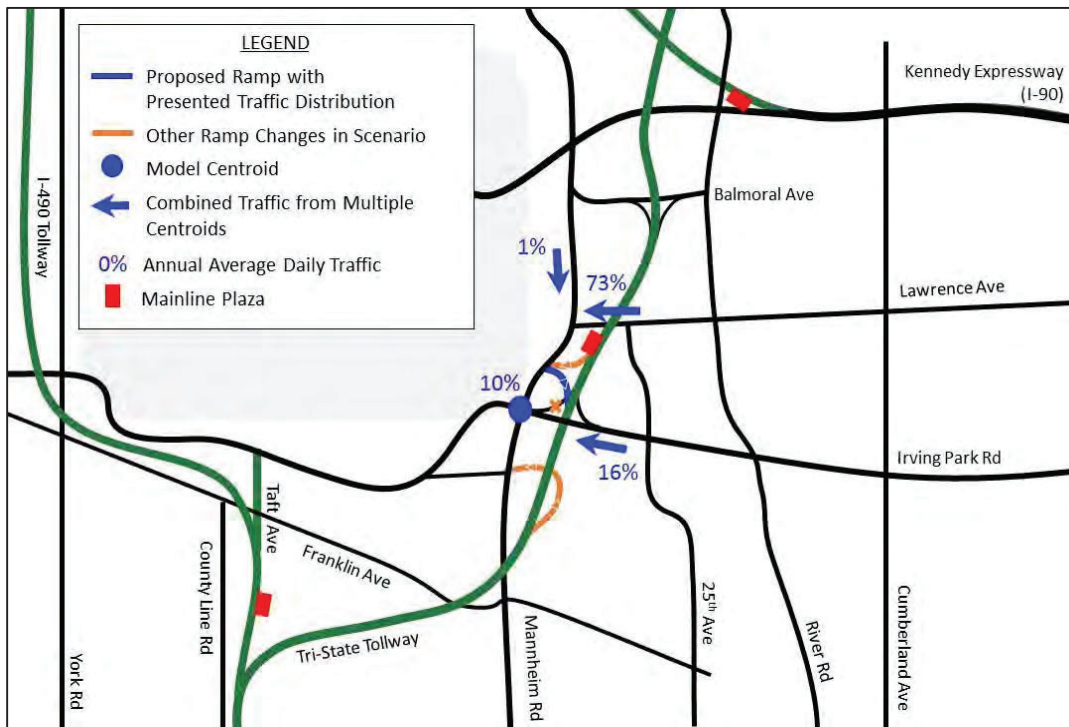 LEGEND
Proposed Ramp with
Presented Traffic Distribution
Other Ramp Changes in Scenario
Model Centroid
Combined Traffic from Multiple
Centroids
0% Annual Average Daily Traffic
Mainline Plaza
Kennedy Expressway
(I-90)
I-490 Tollway
Balmoral Ave
1%
73%
Lawrence Ave
10%
16%
Irving Park Rd
Taft Ave
Franklin Ave
County Line Rd
Tri-State Tollway
York Rd
Mannheim Rd
25th Ave
River Rd
Cumberland Ave